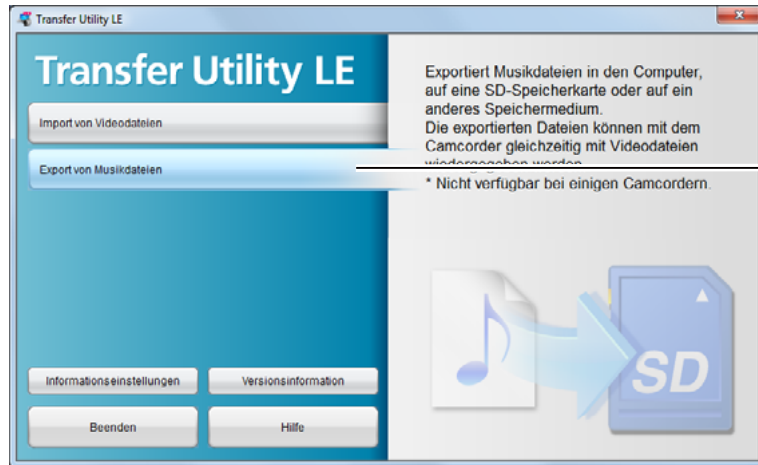 Transfer Utility LE
Transfer Utility LE
Import von Videodateien
Export von Musikdateien
Informationseinstellungen
Versionsinformation
Beenden
Hilfe
Exportiert Musikdateien in den Computer,
auf eine SD-Speicherkarte oder auf ein
anderes Speichermedium.
Die exportierten Dateien können mit dem
Camcorder gleichzeitig mit Videodateien
wiedergegeben werden.
* Nicht verfügbar bei einigen Camcordern.
SD